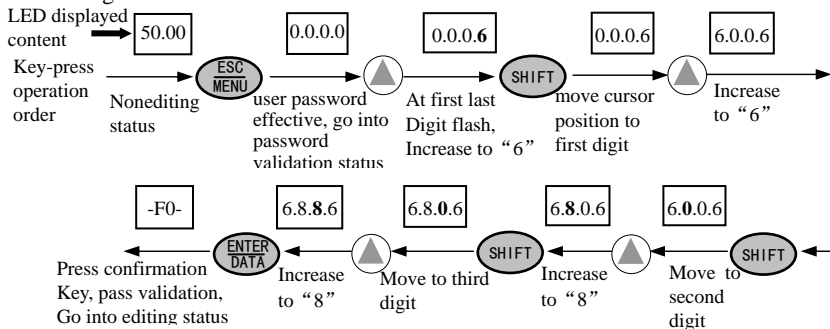 LED displayed
content
50.00
0.0.0.0
0.0.0.6
0.0.0.6
6.0.0.6
Key-press
operation
order
ESC
MENU
SHIFT
Nonediting
status
user password
effective, go into
password
validation status
At first last
Digit flash,
Increase to “6”
move cursor
position to
first digit
Increase
to “6”
-F0-
6.8.8.6
6.8.0.6
6.8.0.6
6.0.0.6
ENTER
DATA
SHIFT
SHIFT
Press confirmation
Key, pass validation,
Go into editing status
Increase
to “8”
Move to third
digit
Increase
to “8”
Move to
second
digit